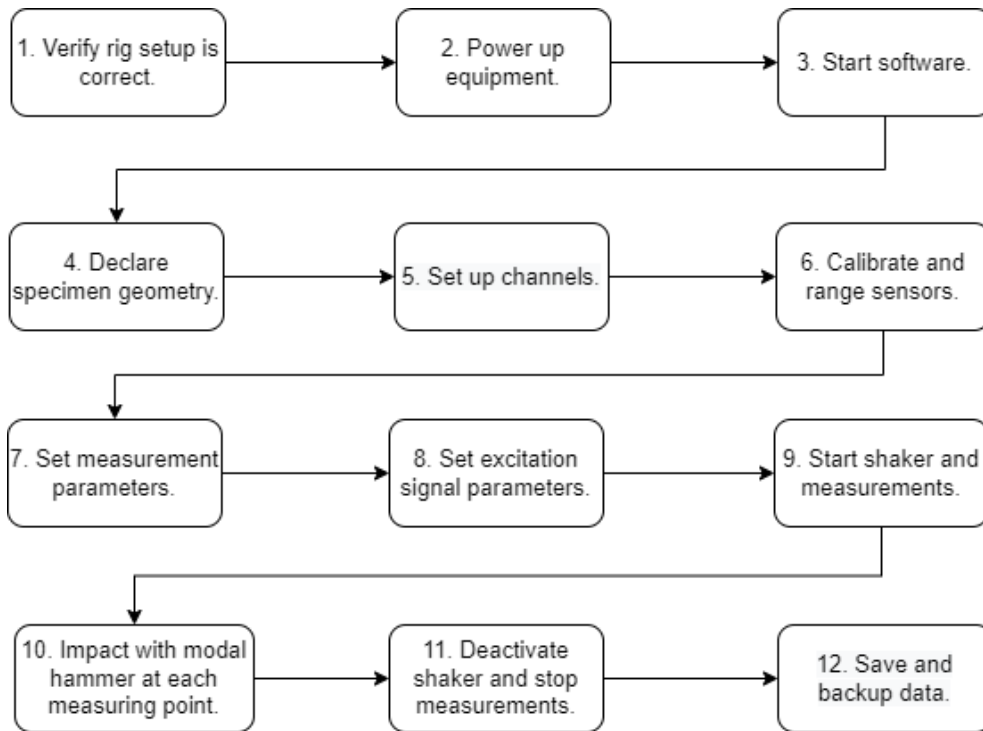 1. Verify rig setup is
correct.
2. Power up
equipment.
3. Start software.
4. Declare
specimen geometry.
5. Set up channels.
6. Calibrate and
range sensors.
7. Set measurement
parameters.
8. Set excitation
signal parameters.
9. Start shaker and
measurements.
10. Impact with modal
hammer at each
measuring point.
11. Deactivate
shaker and stop
measurements.
12. Save and
backup data.